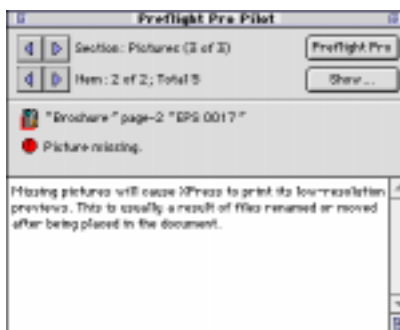 Preflight Pro Pilot
Section: Pictures (3 of 3)
Preflight Pro
Item: 2 of 2; Total 5
Show...
"Broshure" page-2 "EPS 0017"
Picture missing.
Missing pictures will cause XPress to print its low-resolution
previews. This is usually a result of files renamed or moved
after being placed in the document.